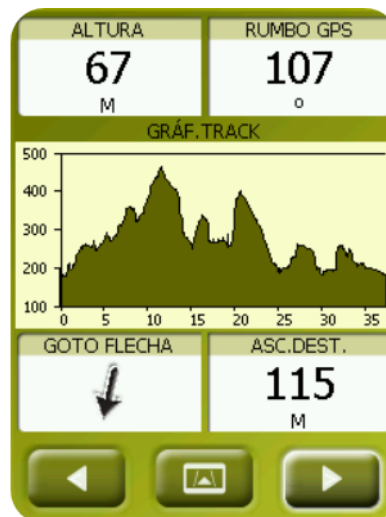 ALTURA
RUMBO GPS
67
107
M
°
GRÁF.TRACK
500
400
300
200
100
0 5 10 15 20 25 30 35
GOTO FLECHA
ASC.DEST.
115
M